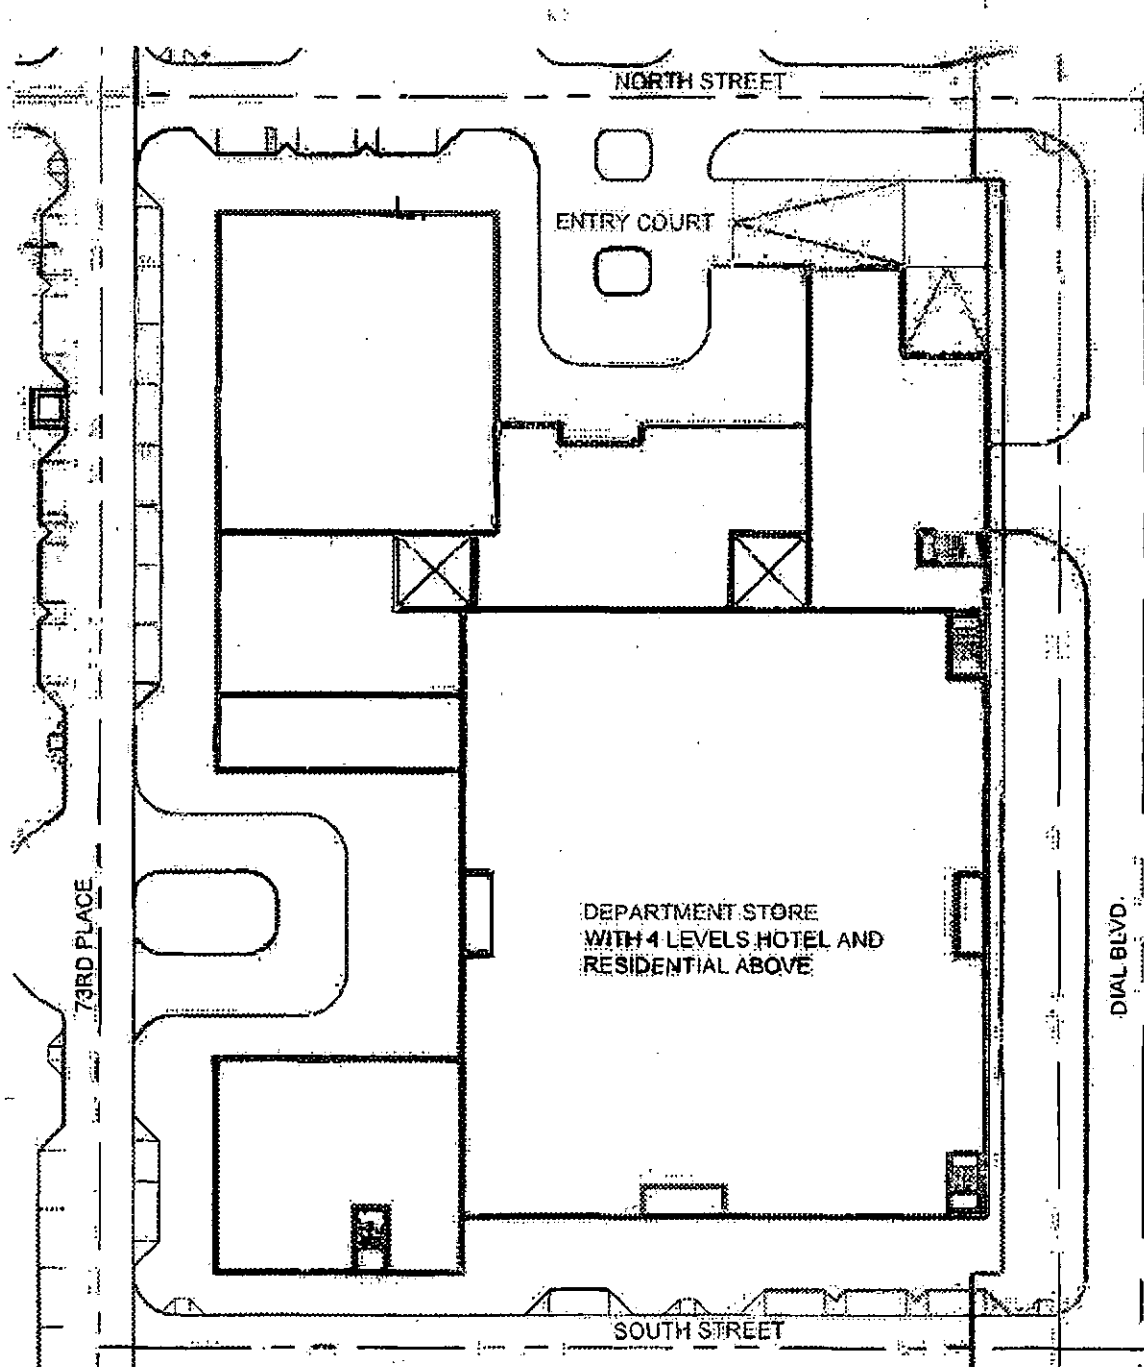 NORTH STREET
ENTRY COURT
73RD PLACE
DEPARTMENT STORE
WITH 4 LEVELS HOTEL AND
RESIDENTIAL ABOVE
DIAL BLVD.
SOUTH STREET